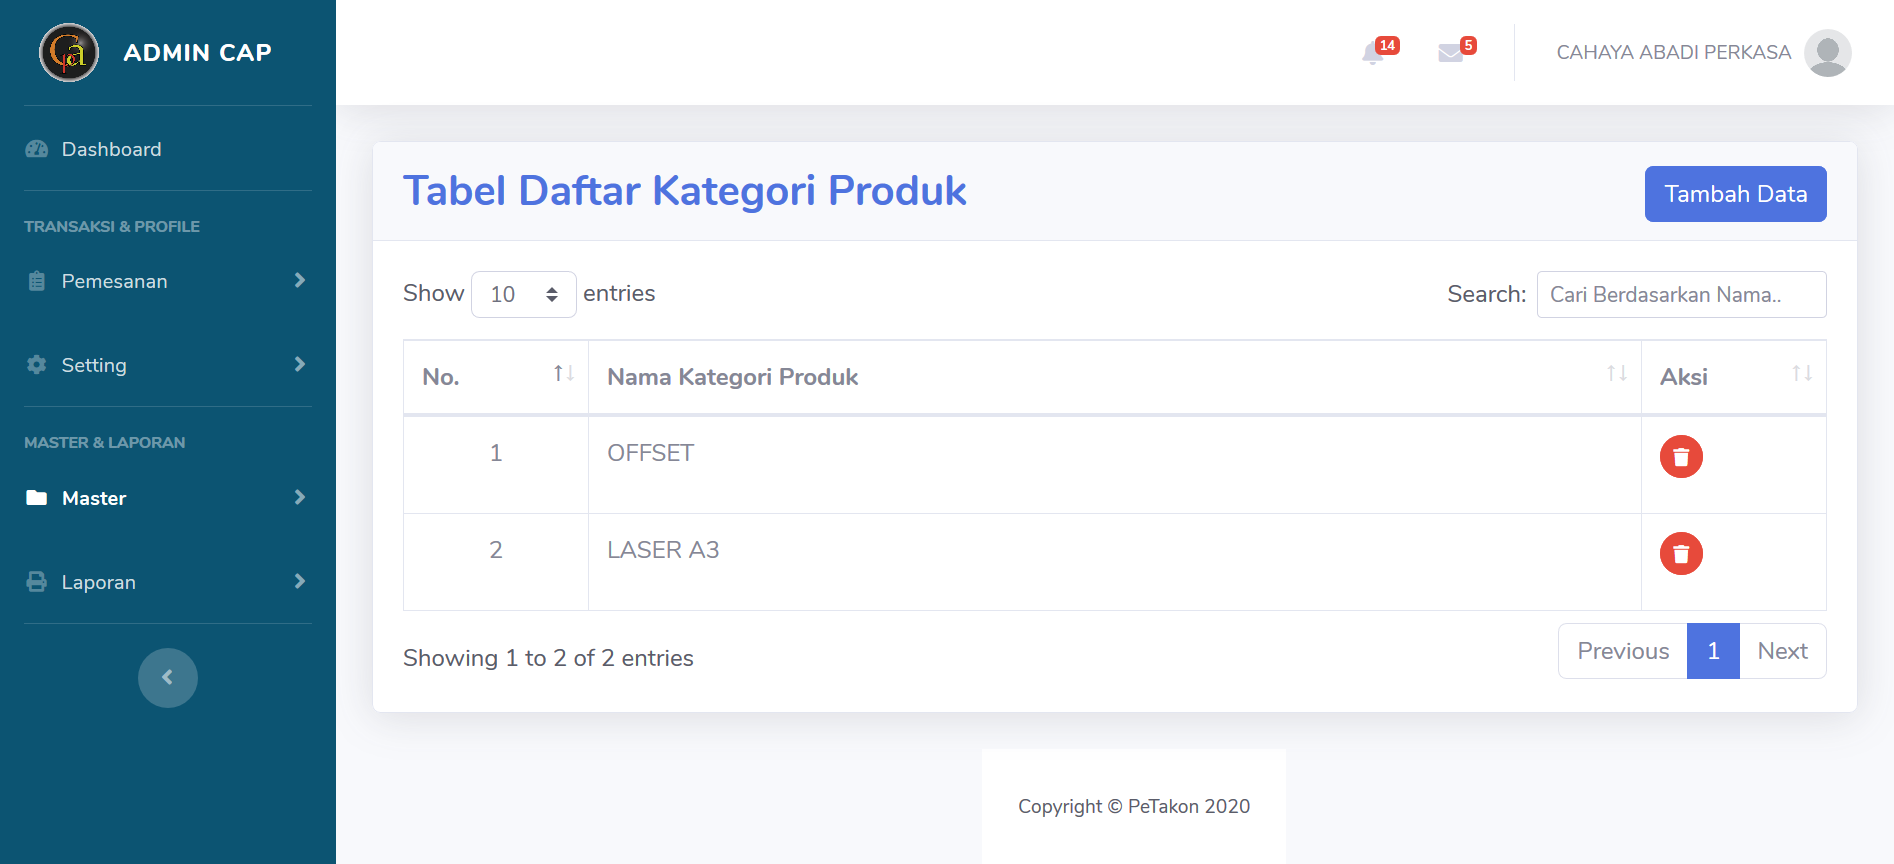 Cpa
ADMIN CAP
14
5
CAHAYA ABADI PERKASA
Dashboard
TRANSAKSI & PROFILE
Pemesanan
Setting
MASTER & LAPORAN
Master
Laporan
Tabel Daftar Kategori Produk
Tambah Data
Show 10 entries
Search: Cari Berdasarkan Nama..
No. Nama Kategori Produk Aksi
1 OFFSET
2 LASER A3
Showing 1 to 2 of 2 entries
Previous 1 Next
Copyright © PeTakon 2020